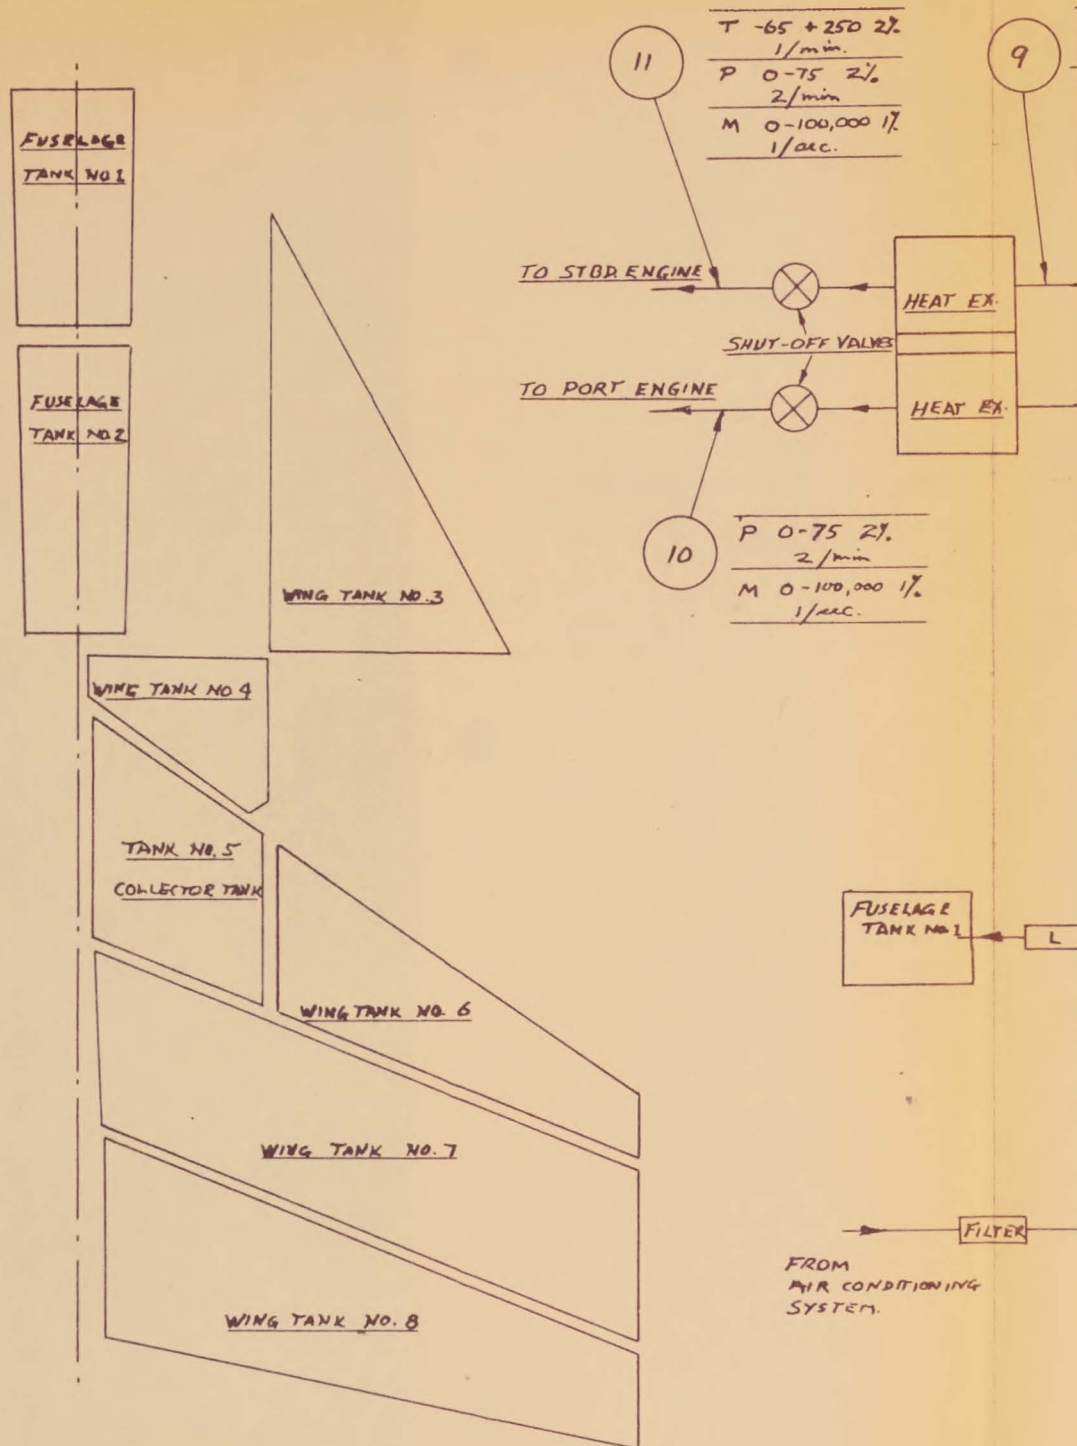 T -65 +250 2%
1/min.
P 0-75 2%
2/min
M 0-100,000 1%
1/sec.
11
9
FUSELAGE
TANK NO 1
TO STBD. ENGINE
HEAT EX.
SHUT-OFF VALVES
TO PORT ENGINE
HEAT EX.
FUSELAGE
TANK NO. 2
10
P 0-75 2%
2/min
M 0-100,000 1%
1/sec.
WING TANK NO. 3
WING TANK NO 4
TANK NO. 5
COLLECTOR TANK
FUSELAGE
TANK NO 1
L
WING TANK NO. 6
WING TANK NO. 7
FILTER
FROM
AIR CONDITIONING
SYSTEM.
WING TANK NO. 8